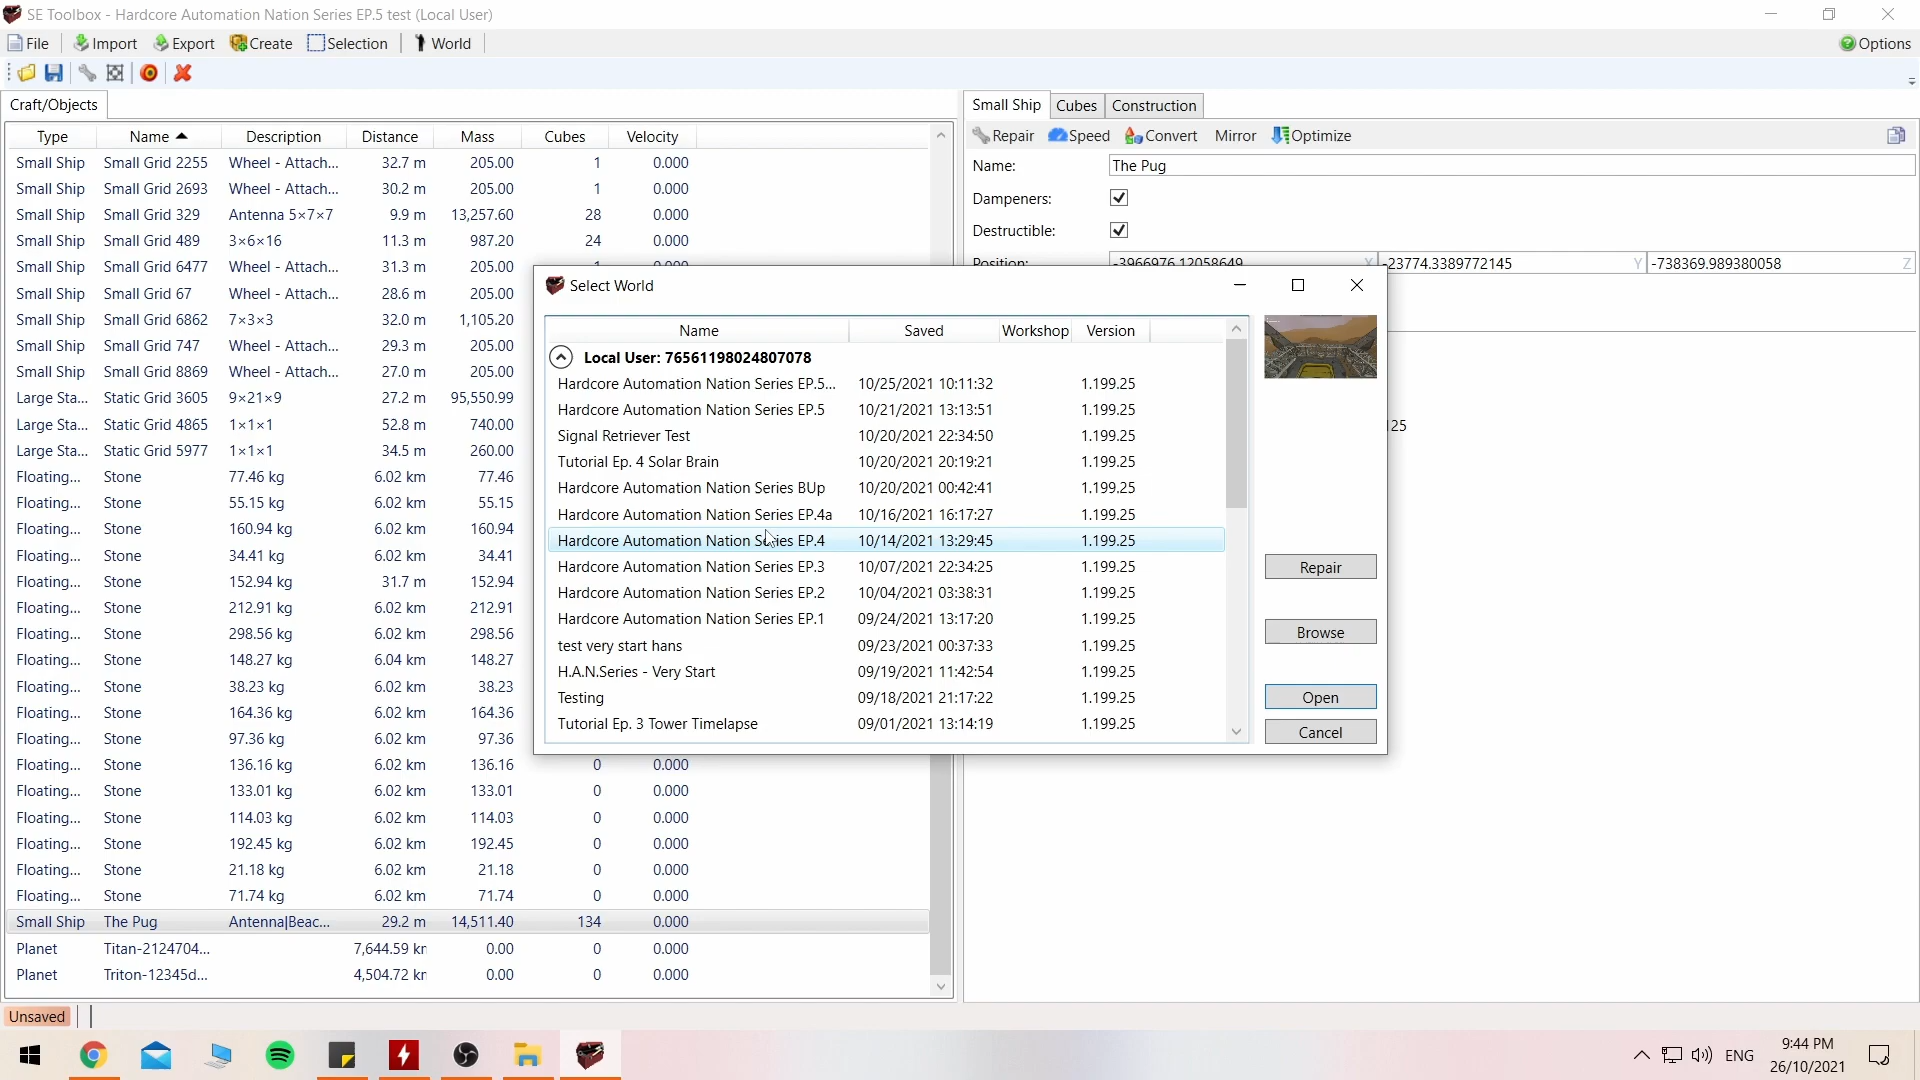 SE Toolbox - Hardcore Automation Nation Series EP.5 test (Local User)
File Import Export Create Selection World Options
Craft/Objects
Type Name Description Distance Mass Cubes Velocity
Small Ship Small Grid 2255 Wheel - Attach... 32.7 m 205.00 1 0.000
Small Ship Small Grid 2693 Wheel - Attach... 30.2 m 205.00 1 0.000
Small Ship Small Grid 329 Antenna 5×7×7 9.9 m 13,257.60 28 0.000
Small Ship Small Grid 489 3×6×16 11.3 m 987.20 24 0.000
Small Ship Small Grid 6477 Wheel - Attach... 31.3 m 205.00
Small Ship Small Grid 67 Wheel - Attach... 28.6 m 205.00
Small Ship Small Grid 6862 7×3×3 32.0 m 1,105.20
Small Ship Small Grid 747 Wheel - Attach... 29.3 m 205.00
Small Ship Small Grid 8869 Wheel - Attach... 27.0 m 205.00
Large Sta... Static Grid 3605 9×21×9 27.2 m 95,550.99
Large Sta... Static Grid 4865 1×1×1 52.8 m 740.00
Large Sta... Static Grid 5977 1×1×1 34.5 m 260.00
Floating... Stone 77.46 kg 6.02 km 77.46
Floating... Stone 55.15 kg 6.02 km 55.15
Floating... Stone 160.94 kg 6.02 km 160.94
Floating... Stone 34.41 kg 6.02 km 34.41
Floating... Stone 152.94 kg 31.7 m 152.94
Floating... Stone 212.91 kg 6.02 km 212.91
Floating... Stone 298.56 kg 6.02 km 298.56
Floating... Stone 148.27 kg 6.04 km 148.27
Floating... Stone 38.23 kg 6.02 km 38.23
Floating... Stone 164.36 kg 6.02 km 164.36
Floating... Stone 97.36 kg 6.02 km 97.36
Floating... Stone 136.16 kg 6.02 km 136.16 0 0.000
Floating... Stone 133.01 kg 6.02 km 133.01 0 0.000
Floating... Stone 114.03 kg 6.02 km 114.03 0 0.000
Floating... Stone 192.45 kg 6.02 km 192.45 0 0.000
Floating... Stone 21.18 kg 6.02 km 21.18 0 0.000
Floating... Stone 71.74 kg 6.02 km 71.74 0 0.000
Small Ship The Pug Antenna|Beac... 29.2 m 14,511.40 134 0.000
Planet Titan-2124704... 7,644.59 kr 0.00 0 0.000
Planet Triton-12345d... 4,504.72 kr 0.00 0 0.000
Small Ship Cubes Construction
Repair Speed Convert Mirror Optimize
Name: The Pug
Dampeners:
Destructible:
Position: -3966976.12058649 X -23774.3389772145 Y -738369.989380058 Z
125
Select World
Name Saved Workshop Version
Local User: 76561198024807078
Hardcore Automation Nation Series EP.5... 10/25/2021 10:11:32 1.199.25
Hardcore Automation Nation Series EP.5 10/21/2021 13:13:51 1.199.25
Signal Retriever Test 10/20/2021 22:34:50 1.199.25
Tutorial Ep. 4 Solar Brain 10/20/2021 20:19:21 1.199.25
Hardcore Automation Nation Series BUp 10/20/2021 00:42:41 1.199.25
Hardcore Automation Nation Series EP.4a 10/16/2021 16:17:27 1.199.25
Hardcore Automation Nation Series EP.4 10/14/2021 13:29:45 1.199.25
Hardcore Automation Nation Series EP.3 10/07/2021 22:34:25 1.199.25
Hardcore Automation Nation Series EP.2 10/04/2021 03:38:31 1.199.25
Hardcore Automation Nation Series EP.1 09/24/2021 13:17:20 1.199.25
test very start hans 09/23/2021 00:37:33 1.199.25
H.A.N.Series - Very Start 09/19/2021 11:42:54 1.199.25
Testing 09/18/2021 21:17:22 1.199.25
Tutorial Ep. 3 Tower Timelapse 09/01/2021 13:14:19 1.199.25
Repair
Browse
Open
Cancel
Unsaved
ENG
9:44 PM
26/10/2021